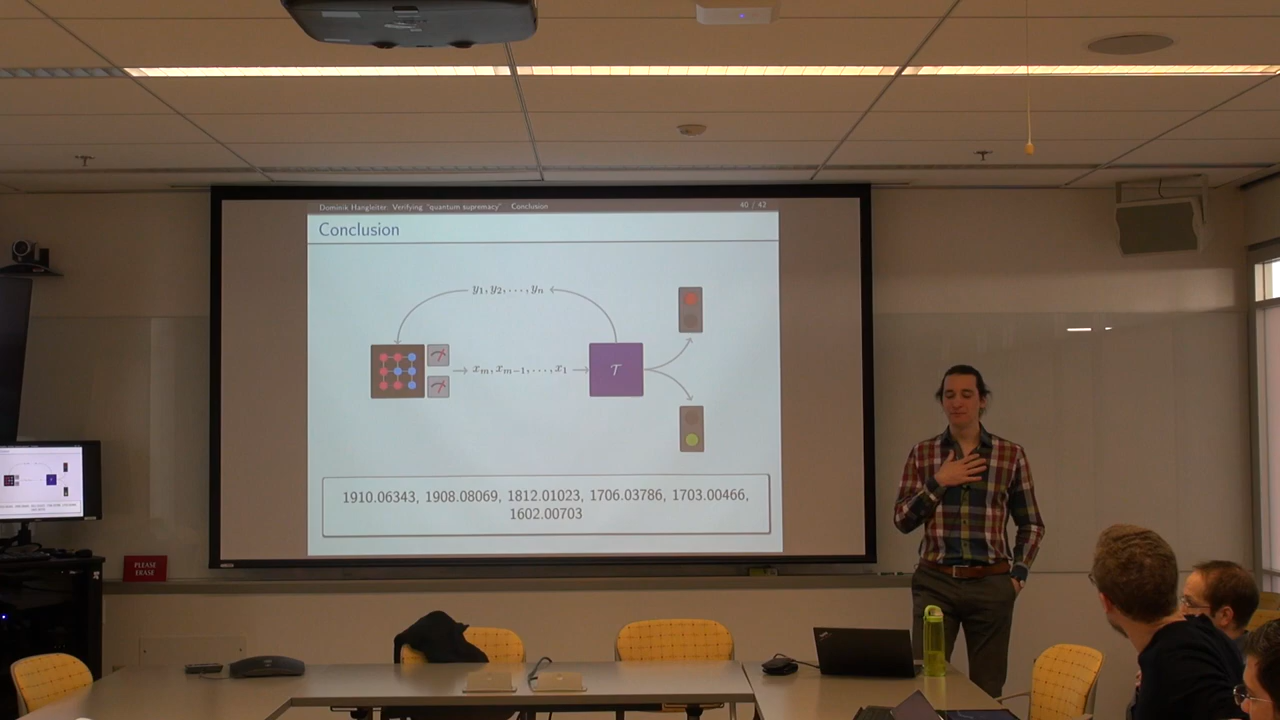 Dominik Hangleiter: Verifying "quantum supremacy" Conclusion 40 / 42
Conclusion
y₁, y₂, · · · , yₙ
xₘ, xₘ₋₁, · · · , x₁
𝒯
1910.06343, 1908.08069, 1812.01023, 1706.03786, 1703.00466,
1602.00703
PLEASE
ERASE